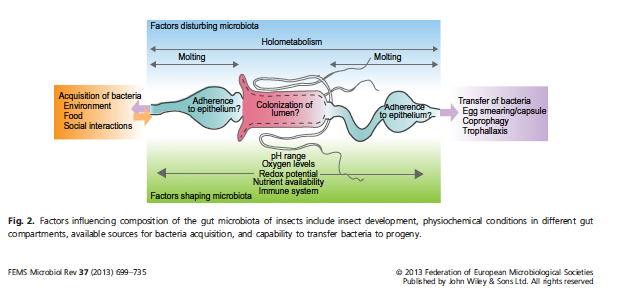 Factors disturbing microbiota
Holometabolism
Molting
Molting
Acquisition of bacteria
Environment
Food
Social interactions
Adherence
to epithelium?
Colonization of
lumen?
Adherence
to epithelium?
Transfer of bacteria
Egg smearing/capsule
Coprophagy
Trophallaxis
pH range
Oxygen levels
Redox potential
Nutrient availability
Immune system
Factors shaping microbiota
Fig. 2. Factors influencing composition of the gut microbiota of insects include insect development, physiochemical conditions in different gut
compartments, available sources for bacteria acquisition, and capability to transfer bacteria to progeny.
FEMS Microbiol Rev 37 (2013) 699–735
© 2013 Federation of European Microbiological Societies
Published by John Wiley & Sons Ltd. All rights reserved